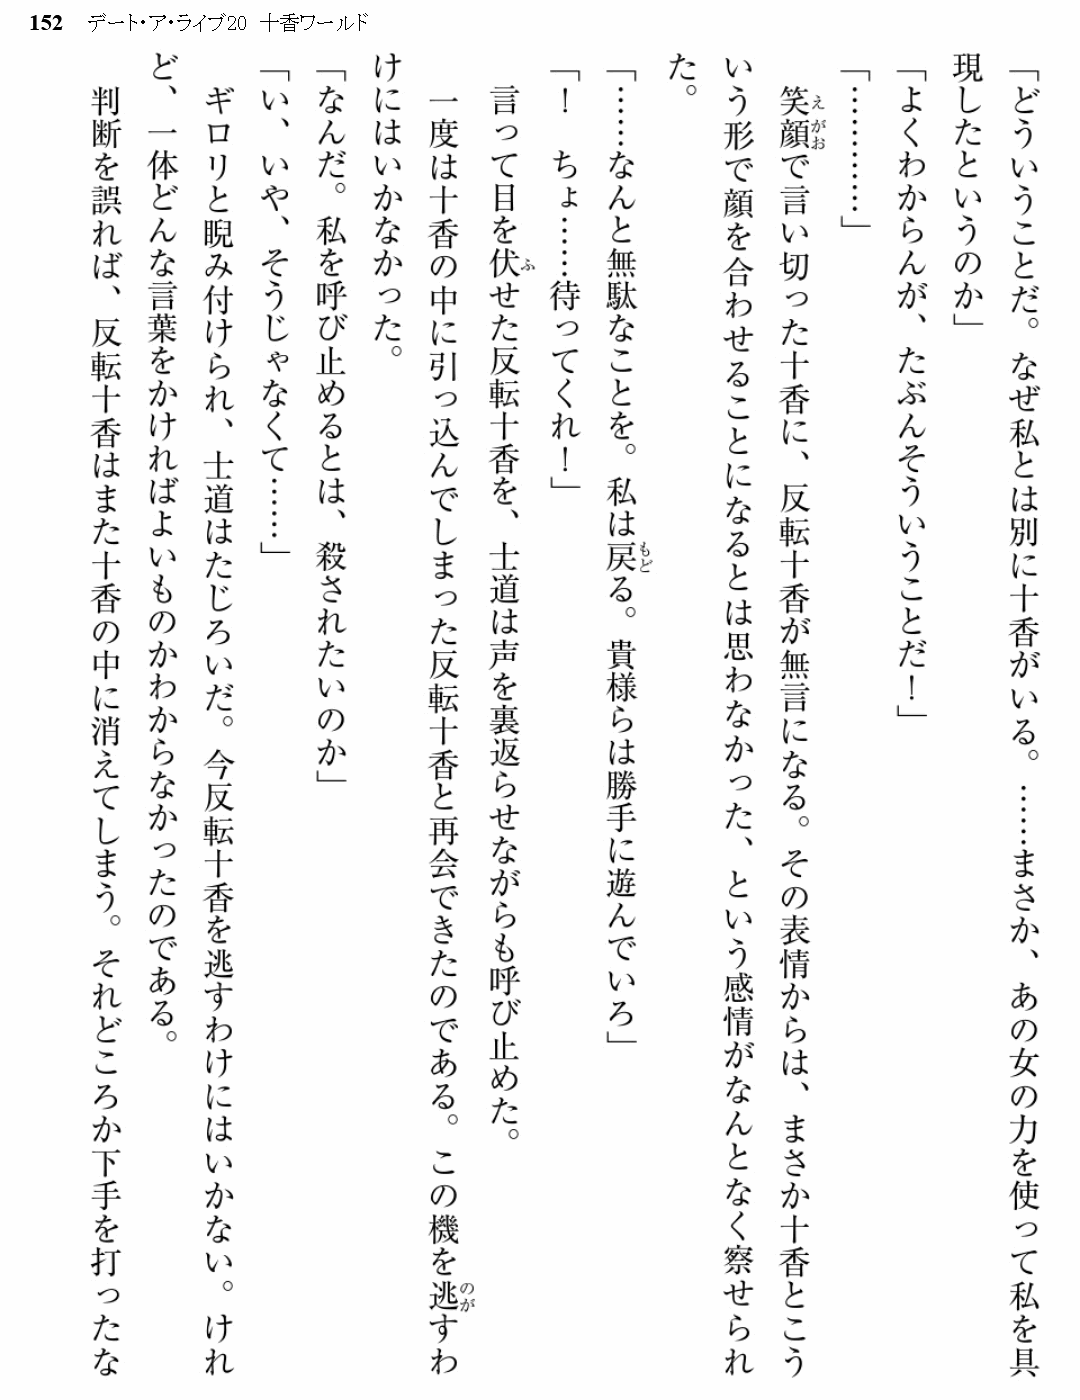 152 デート・ア・ライブ20 十香ワールド
「どういうことだ。なぜ私とは別に十香がいる。……まさか、あの女の力を使って私を具
現したというのか」
「よくわからんが、たぶんそういうことだ！」
「…………」
笑顔で言い切った十香に、反転十香が無言になる。その表情からは、まさか十香とこう
いう形で顔を合わせることになるとは思わなかった、という感情がなんとなく察せられ
た。
「……なんと無駄なことを。私は戻る。貴様らは勝手に遊んでいろ」
「！　ちょ……待ってくれ！」
言って目を伏せた反転十香を、士道は声を裏返らせながらも呼び止めた。
一度は十香の中に引っ込んでしまった反転十香と再会できたのである。この機を逃すわ
けにはいかなかった。
「なんだ。私を呼び止めるとは、殺されたいのか」
「い、いや、そうじゃなくて……」
ギロリと睨み付けられ、士道はたじろいだ。今反転十香を逃すわけにはいかない。けれ
ど、一体どんな言葉をかければよいものかわからなかったのである。
判断を誤れば、反転十香はまた十香の中に消えてしまう。それどころか下手を打ったな